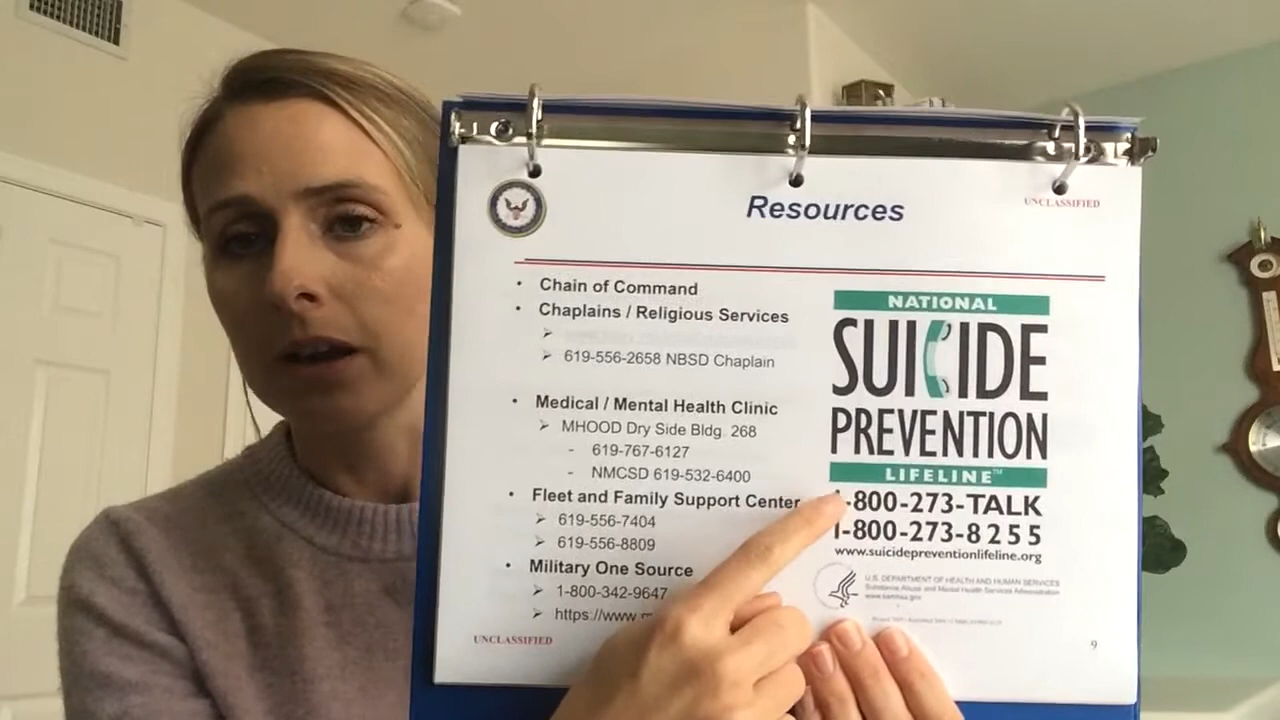 Resources
UNCLASSIFIED
• Chain of Command
• Chaplains / Religious Services
➢ 619-556-2658 NBSD Chaplain
• Medical / Mental Health Clinic
➢ MHOOD Dry Side Bldg. 268
- 619-767-6127
- NMCSD 619-532-6400
• Fleet and Family Support Center
➢ 619-556-7404
➢ 619-556-8809
• Military One Source
➢ 1-800-342-9647
➢ https://www.m
UNCLASSIFIED
NATIONAL
SUICIDE
PREVENTION
LIFELINE™
1-800-273-TALK
1-800-273-8255
www.suicidepreventionlifeline.org
U.S. DEPARTMENT OF HEALTH AND HUMAN SERVICES
Substance Abuse and Mental Health Services Administration
www.samhsa.gov
9